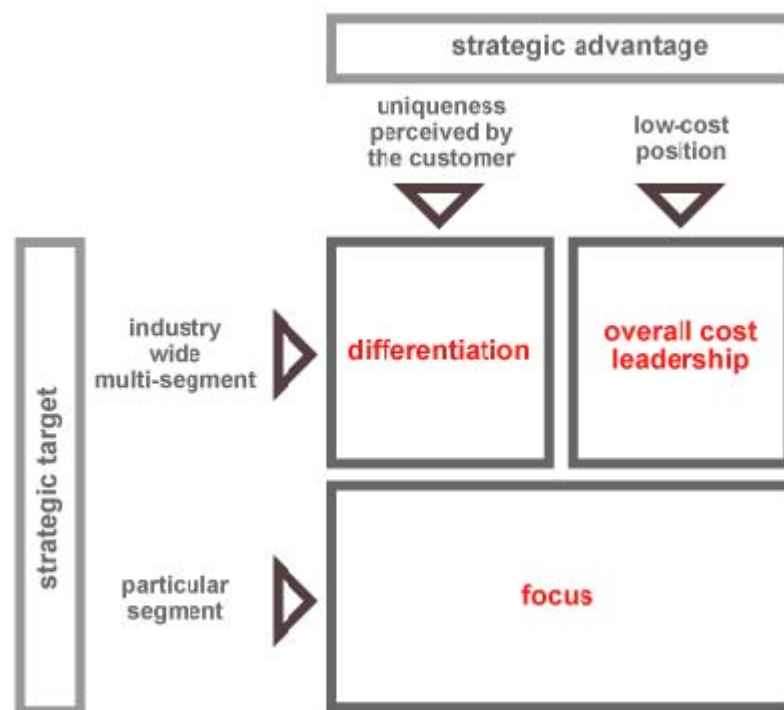 strategic advantage
uniqueness
perceived by
the customer
low-cost
position
strategic target
industry
wide
multi-segment
differentiation
overall cost
leadership
particular
segment
focus